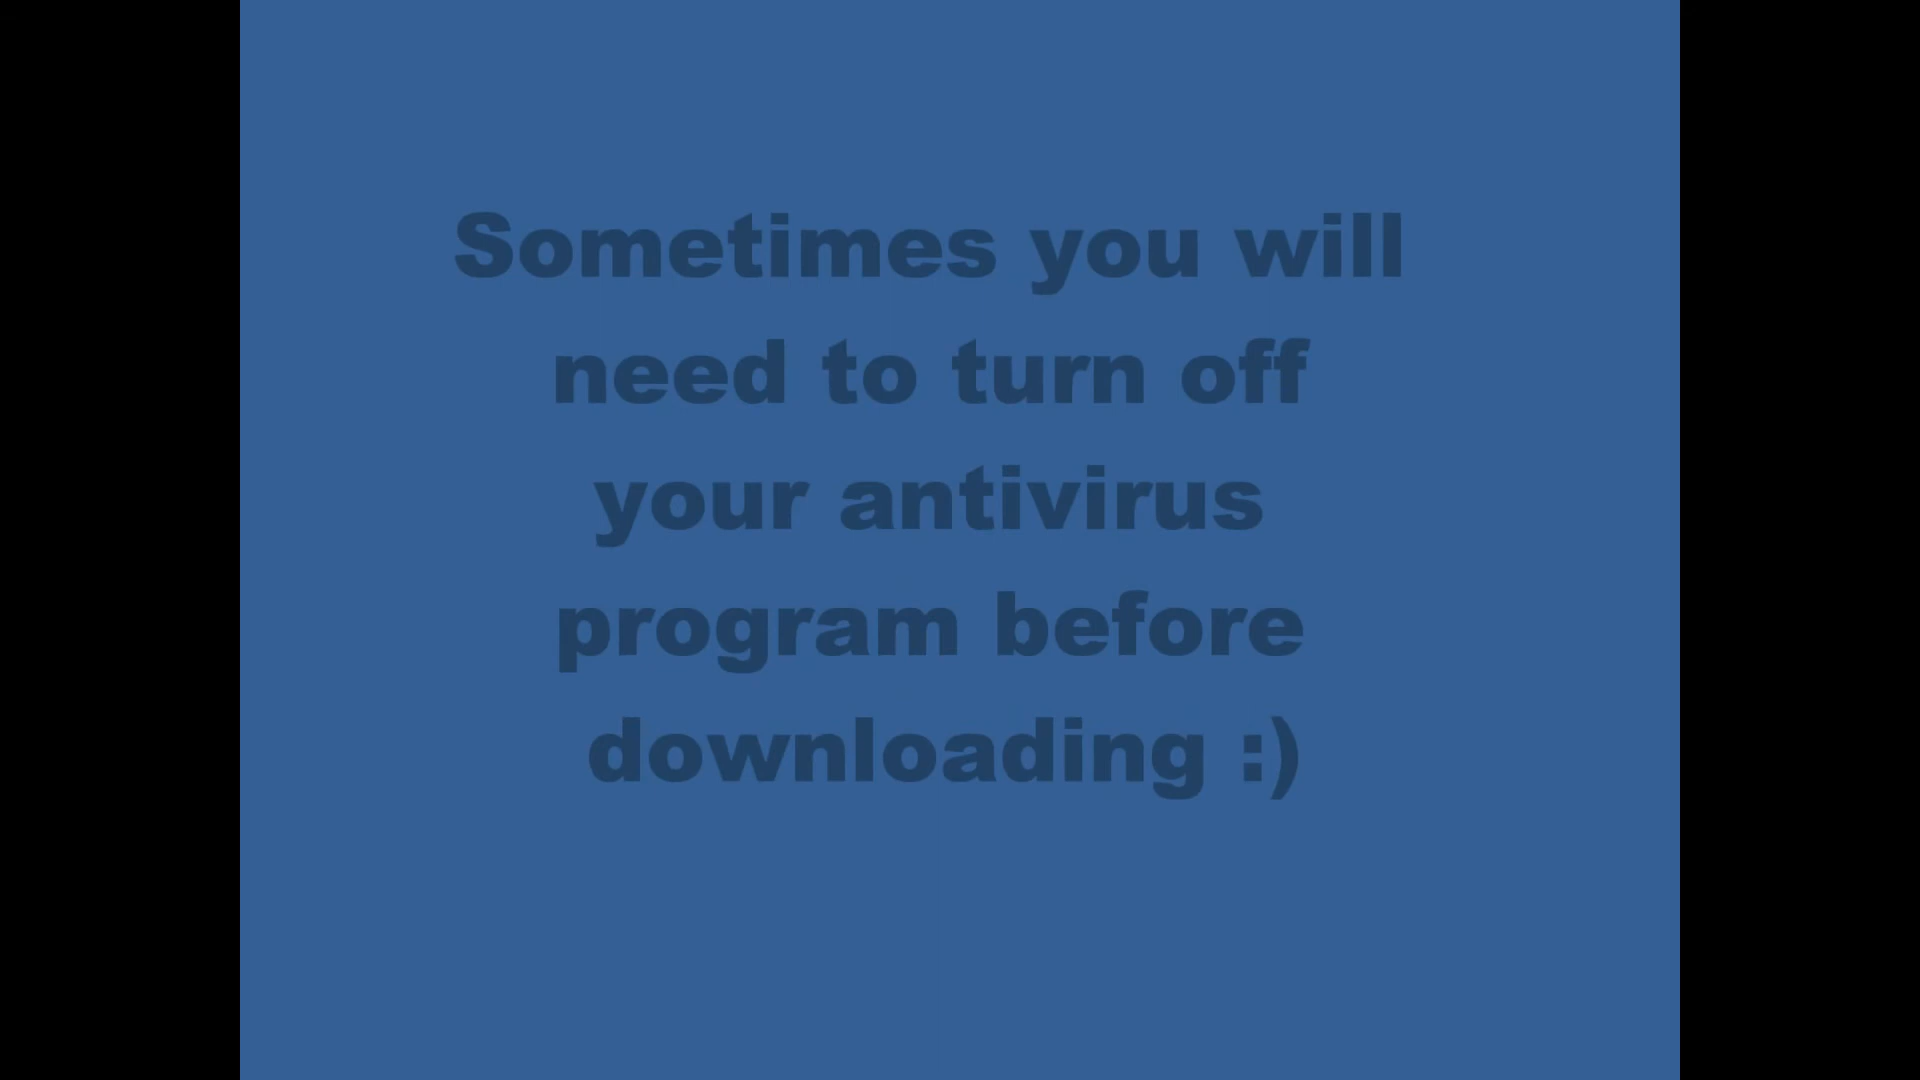 Sometimes you will
need to turn off
your antivirus
program before
downloading :)